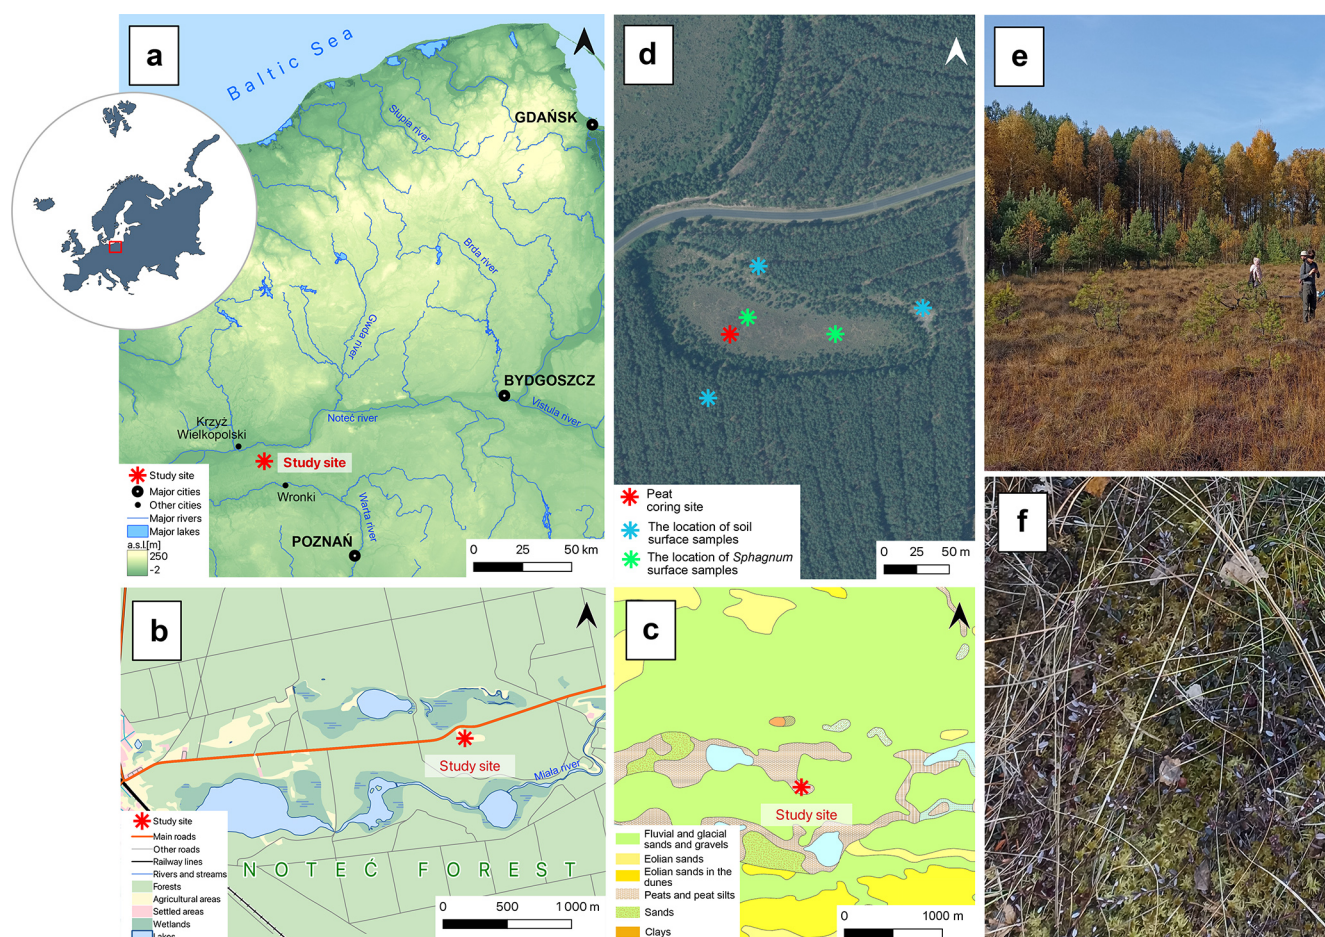 a
Baltic Sea
GDAŃSK
Słupia river
Brda river
Gwda river
BYDGOSZCZ
Vistula river
Noteć river
Krzyż
Wielkopolski
Study site
Wronki
Warta river
POZNAŃ
Study site
Major cities
Other cities
Major rivers
Major lakes
a.s.l.[m]
250
-2
0 25 50 km
d
Peat
coring site
The location of soil
surface samples
The location of Sphagnum
surface samples
0 25 50 m
e
b
Study site
Miała river
NOTEĆ FOREST
Study site
Main roads
Other roads
Railway lines
Rivers and streams
Forests
Agricultural areas
Settled areas
Wetlands
Lakes
0 500 1000 m
c
Study site
Fluvial and glacial
sands and gravels
Eolian sands
Eolian sands in the
dunes
Peats and peat silts
Sands
Clays
0 1000 m
f